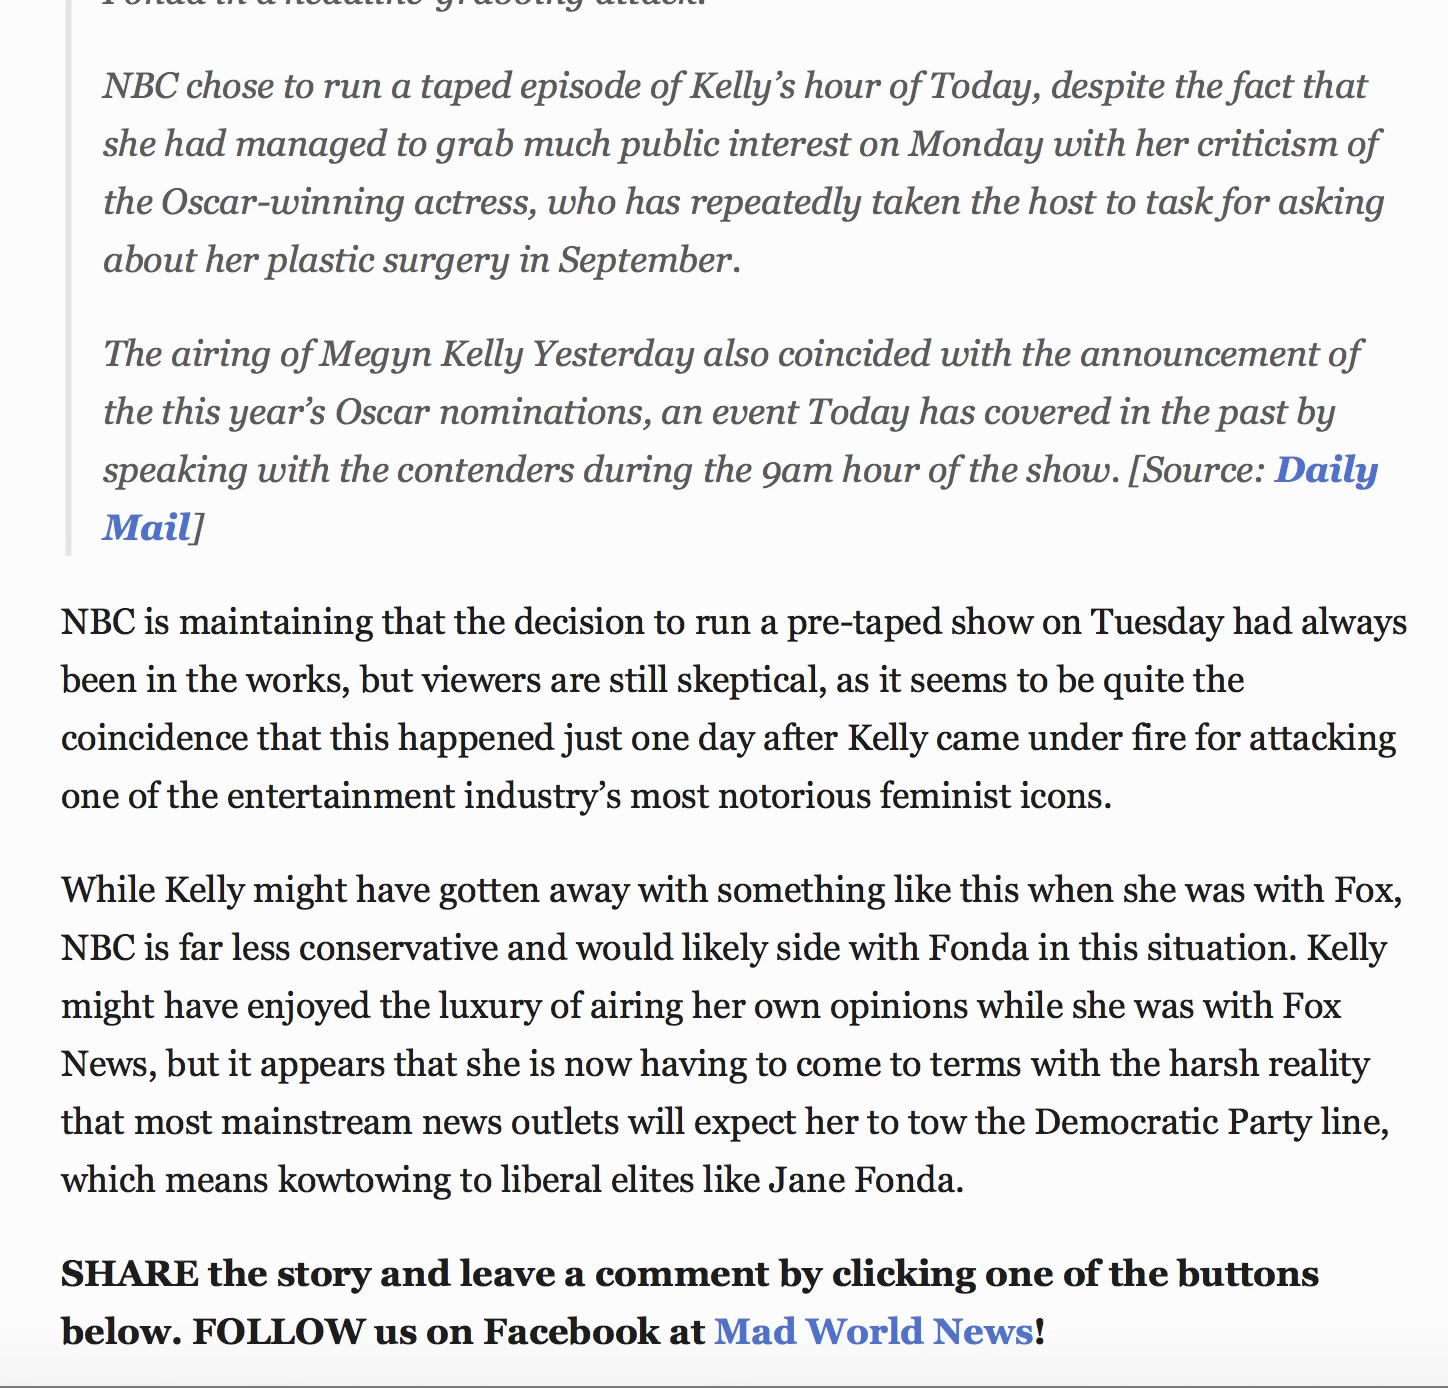 Fonda in a headline-grabbing attack.
NBC chose to run a taped episode of Kelly’s hour of Today, despite the fact that
she had managed to grab much public interest on Monday with her criticism of
the Oscar-winning actress, who has repeatedly taken the host to task for asking
about her plastic surgery in September.
The airing of Megyn Kelly Yesterday also coincided with the announcement of
the this year’s Oscar nominations, an event Today has covered in the past by
speaking with the contenders during the 9am hour of the show. [Source: Daily
Mail]
NBC is maintaining that the decision to run a pre-taped show on Tuesday had always
been in the works, but viewers are still skeptical, as it seems to be quite the
coincidence that this happened just one day after Kelly came under fire for attacking
one of the entertainment industry’s most notorious feminist icons.
While Kelly might have gotten away with something like this when she was with Fox,
NBC is far less conservative and would likely side with Fonda in this situation. Kelly
might have enjoyed the luxury of airing her own opinions while she was with Fox
News, but it appears that she is now having to come to terms with the harsh reality
that most mainstream news outlets will expect her to tow the Democratic Party line,
which means kowtowing to liberal elites like Jane Fonda.
SHARE the story and leave a comment by clicking one of the buttons
below. FOLLOW us on Facebook at Mad World News!